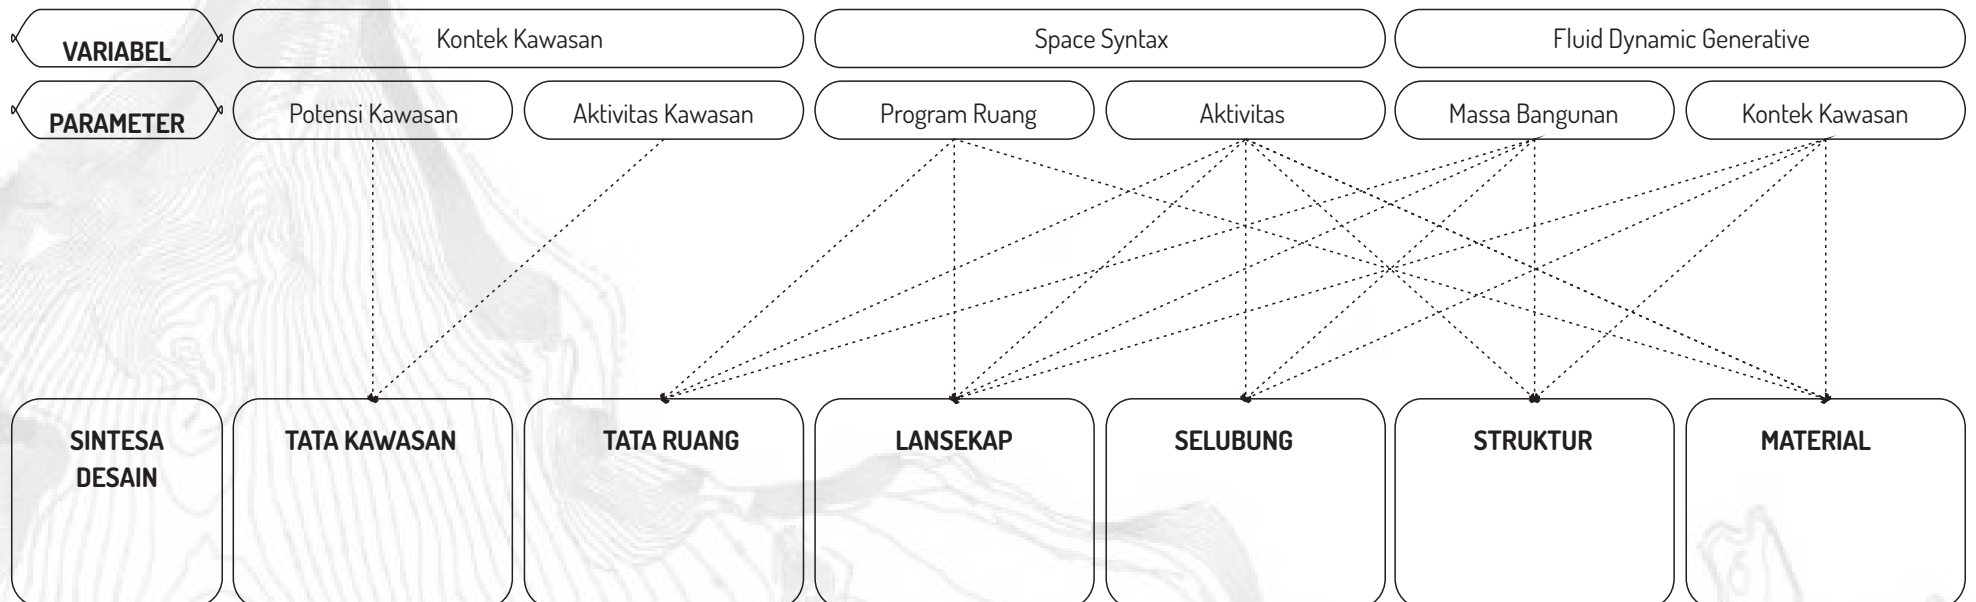 VARIABEL
Kontek Kawasan
Space Syntax
Fluid Dynamic Generative
PARAMETER
Potensi Kawasan
Aktivitas Kawasan
Program Ruang
Aktivitas
Massa Bangunan
Kontek Kawasan
SINTESA
DESAIN
TATA KAWASAN
TATA RUANG
LANSEKAP
SELUBUNG
STRUKTUR
MATERIAL